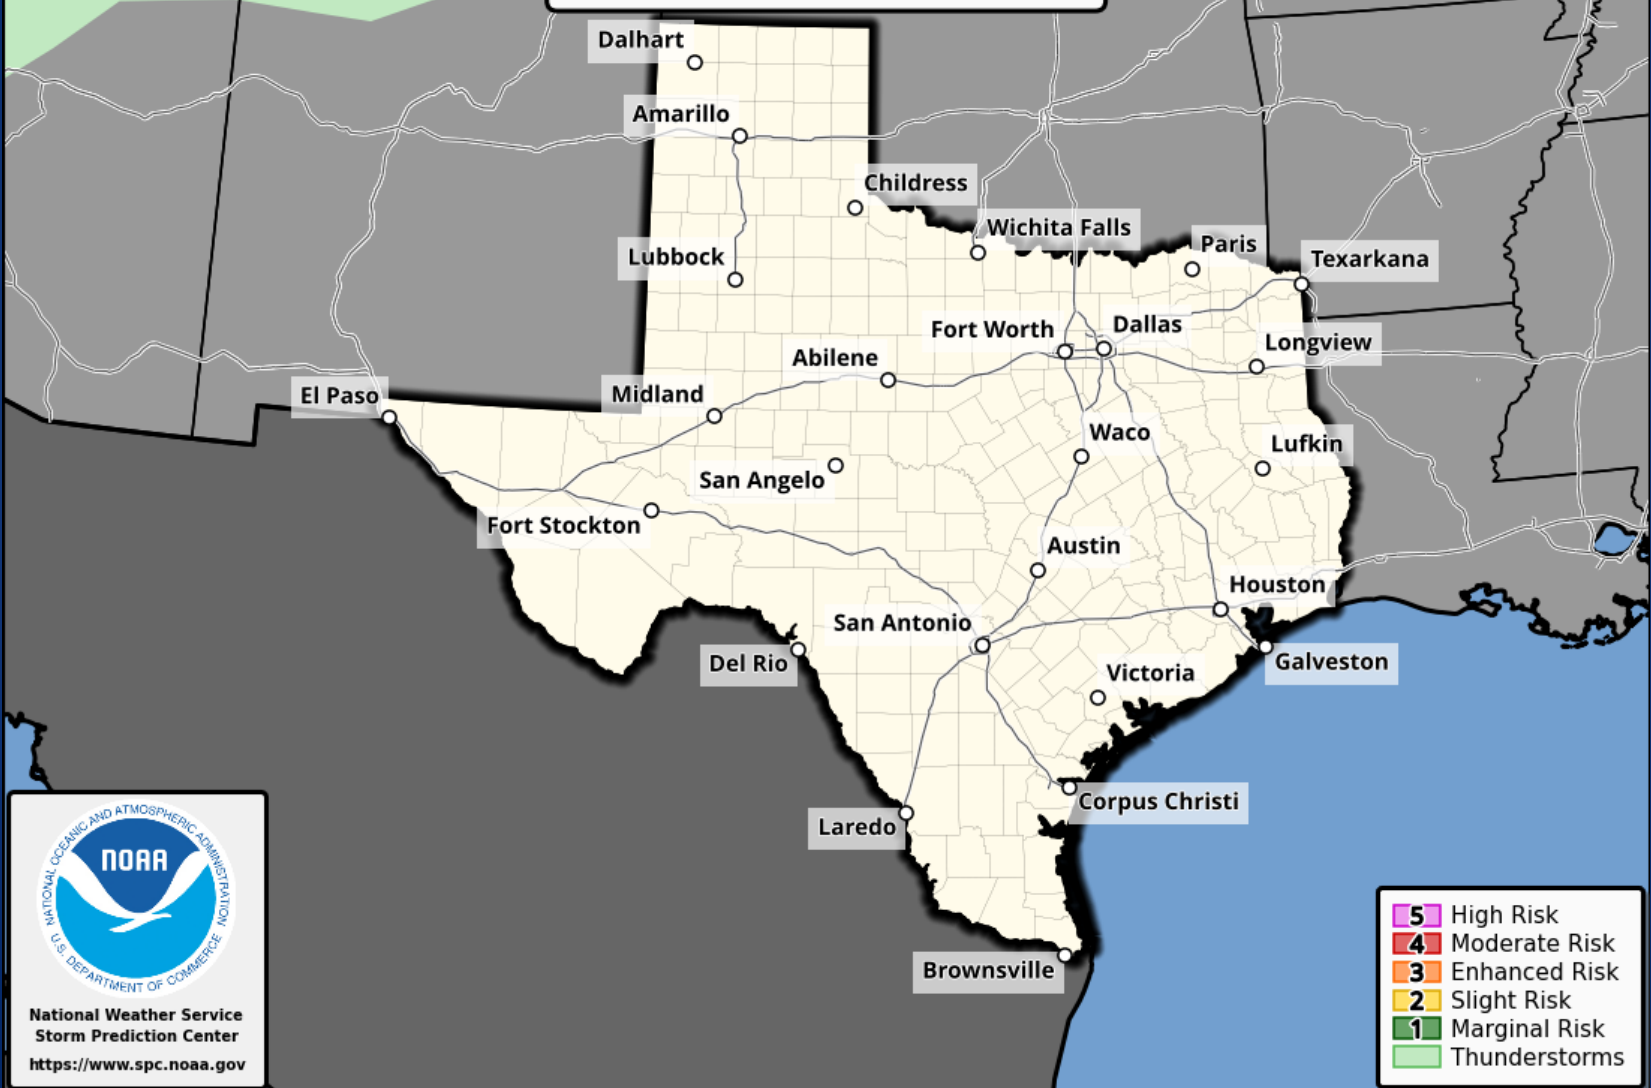 Dalhart
Amarillo
Childress
Wichita Falls
Paris
Texarkana
Lubbock
Fort Worth
Dallas
Longview
Abilene
El Paso
Midland
Waco
Lufkin
San Angelo
Fort Stockton
Austin
Houston
San Antonio
Del Rio
Galveston
Victoria
Corpus Christi
Laredo
Brownsville
NATIONAL OCEANIC AND ATMOSPHERIC ADMINISTRATION
NOAA
U.S. DEPARTMENT OF COMMERCE
National Weather Service
Storm Prediction Center
https://www.spc.noaa.gov
5 High Risk
4 Moderate Risk
3 Enhanced Risk
2 Slight Risk
1 Marginal Risk
Thunderstorms